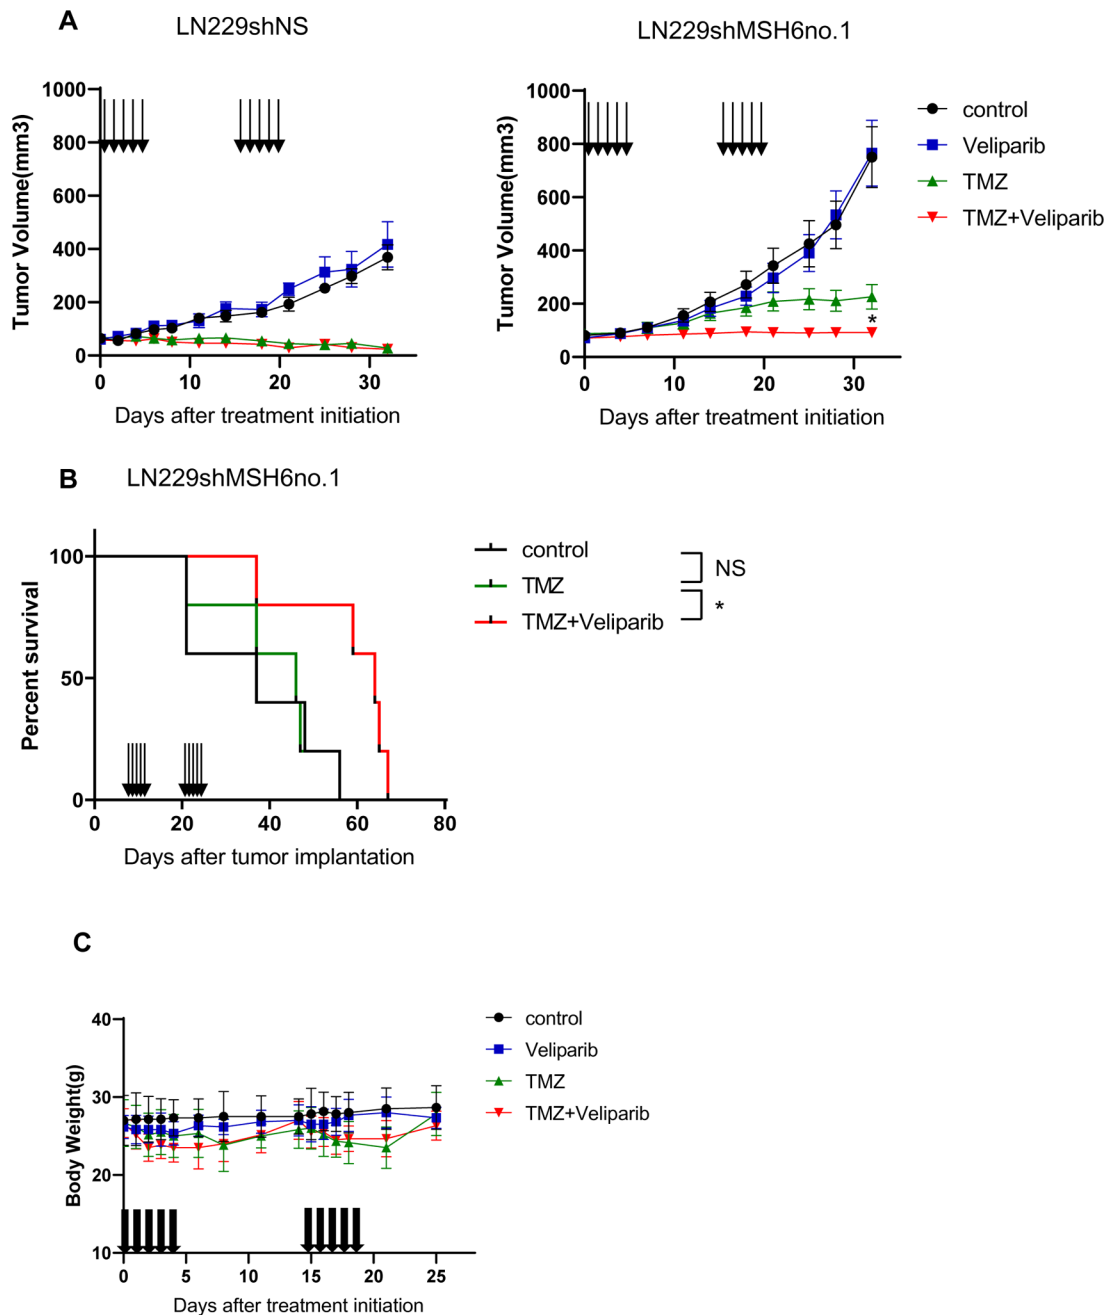 A
LN229shNS
LN229shMSH6no.1
Tumor Volume(mm3)
1000
800
600
400
200
0
0 10 20 30
Days after treatment initiation
Tumor Volume(mm3)
1000
800
600
400
200
0
*
0 10 20 30
Days after treatment initiation
control
Veliparib
TMZ
TMZ+Veliparib
B
LN229shMSH6no.1
Percent survival
100
50
0
0 20 40 60 80
Days after tumor implantation
control
TMZ
TMZ+Veliparib
NS
*
C
Body Weight(g)
40
30
20
10
0 5 10 15 20 25
Days after treatment initiation
control
Veliparib
TMZ
TMZ+Veliparib